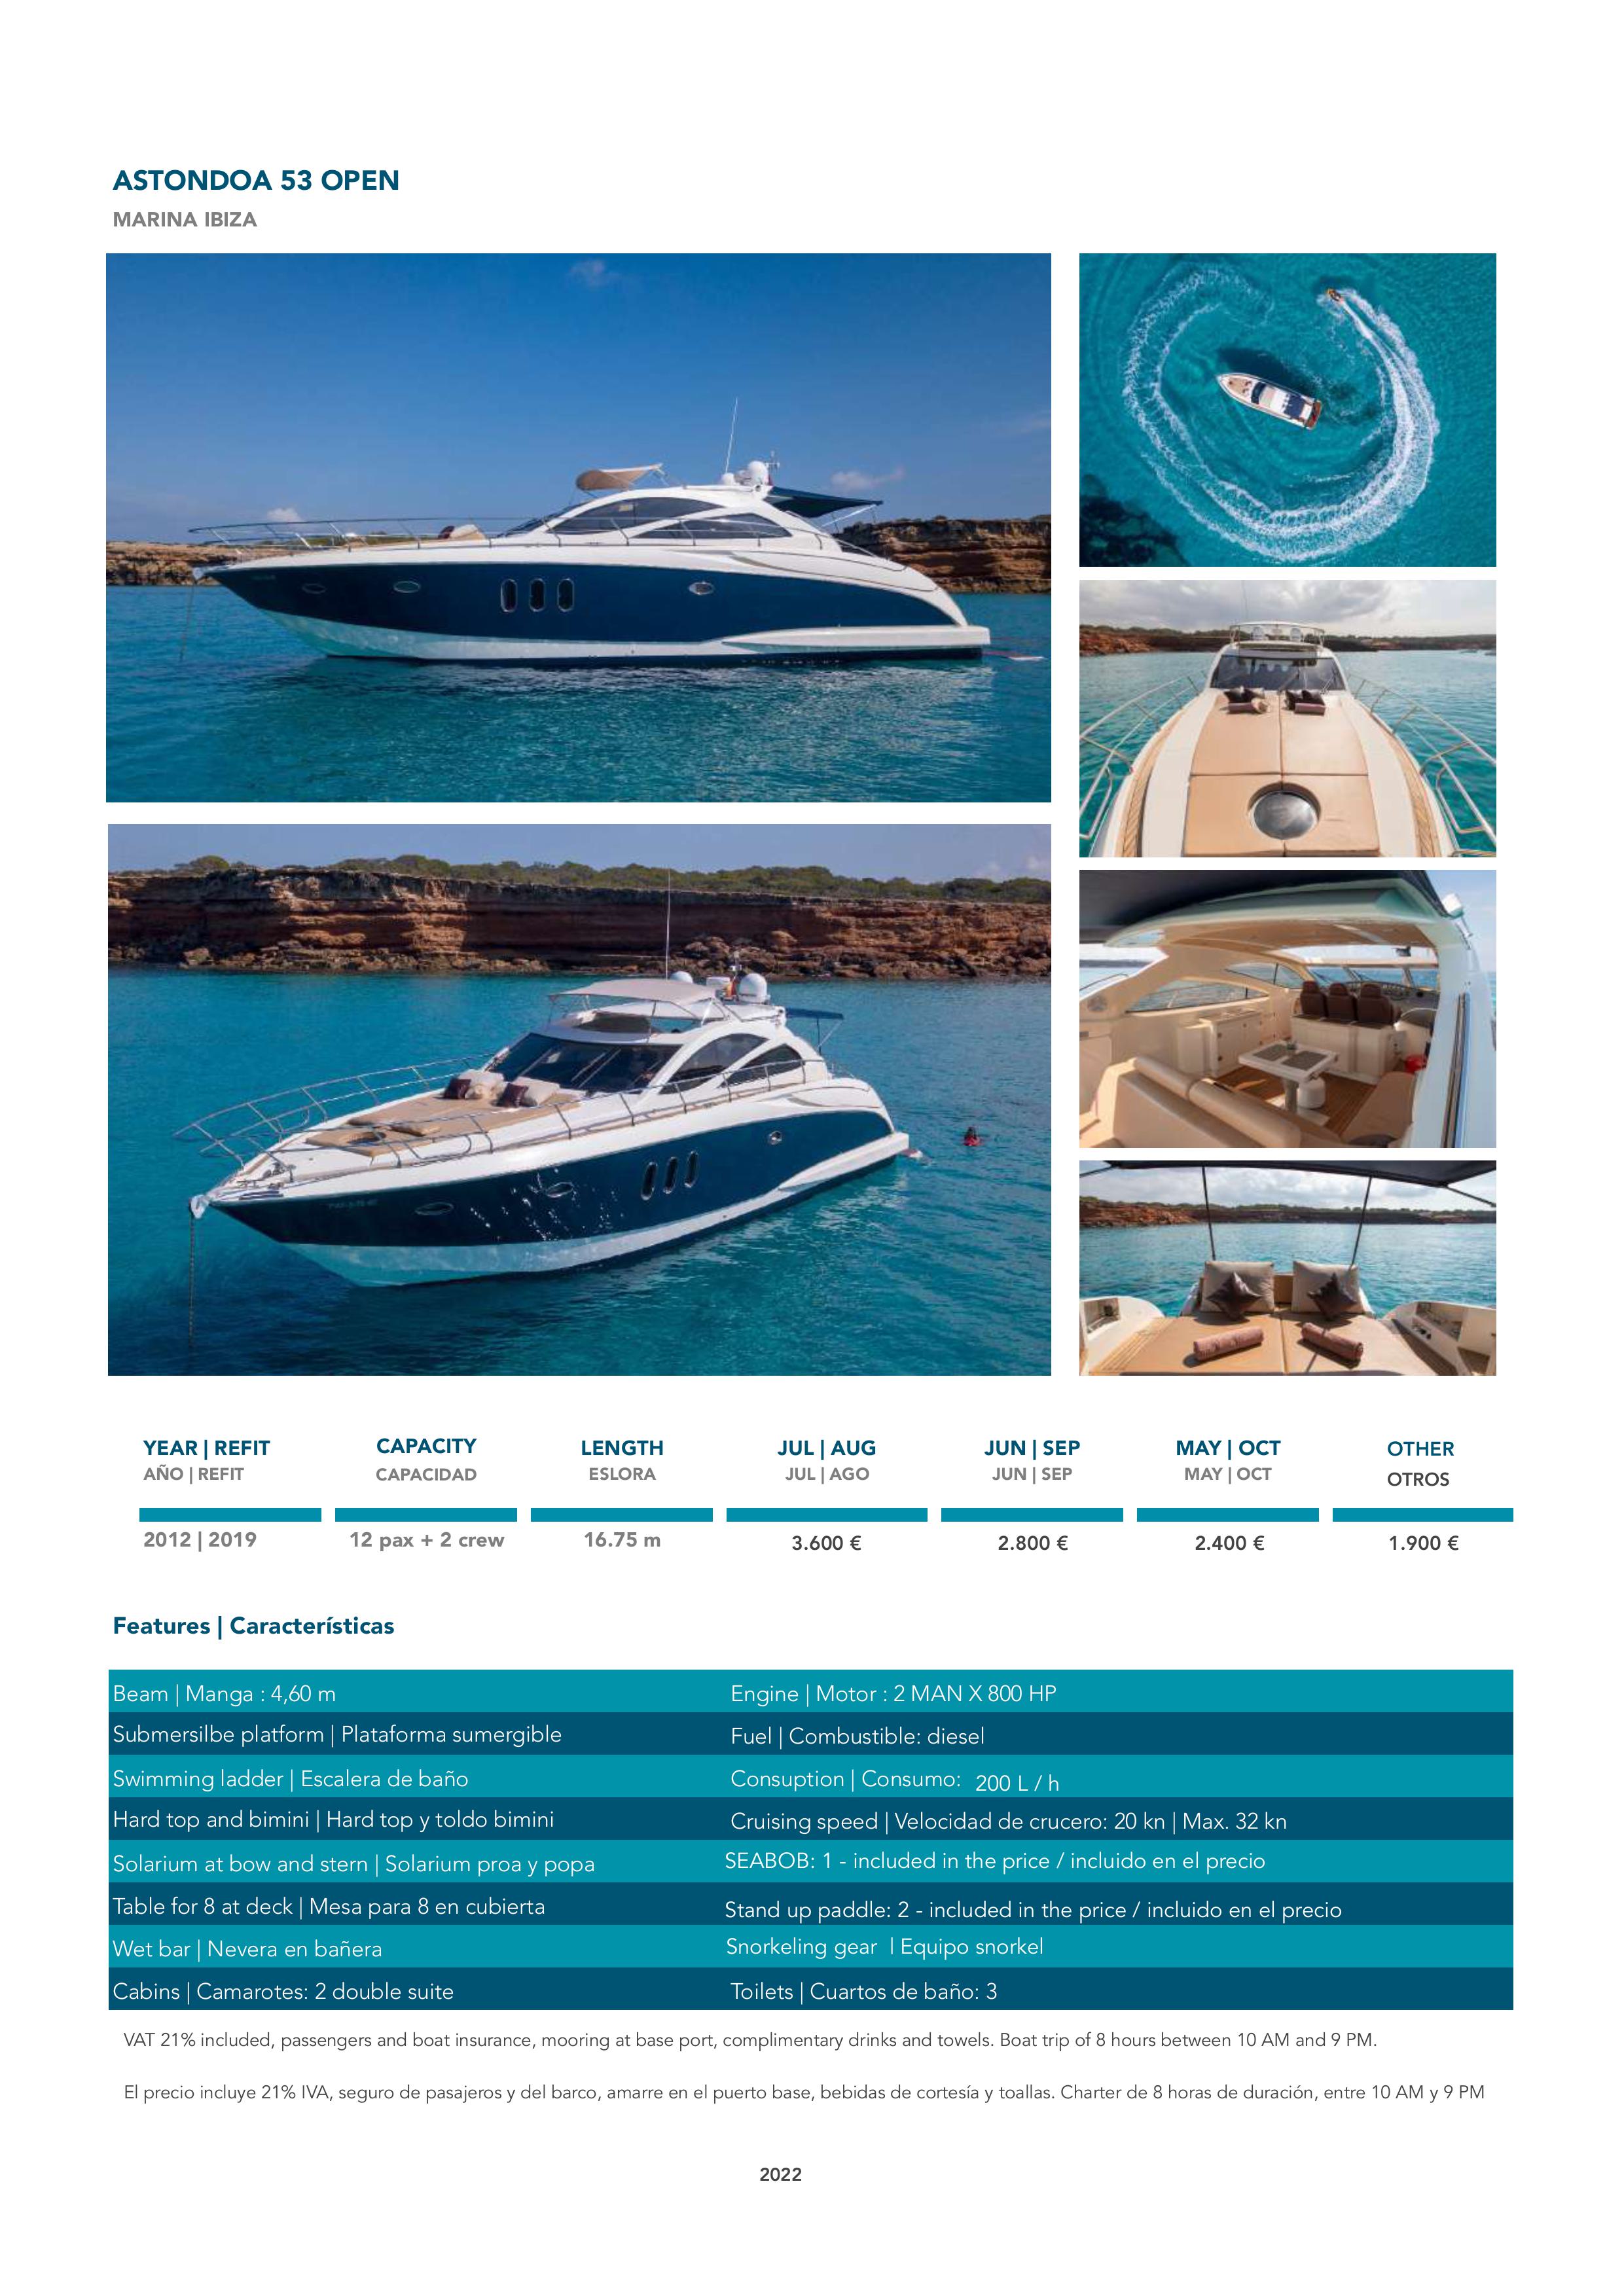 ASTONDOA 53 OPEN
MARINA IBIZA
YEAR | REFIT
AÑO | REFIT
2012 | 2019
CAPACITY
CAPACIDAD
12 pax + 2 crew
LENGTH
ESLORA
16.75 m
JUL | AUG
JUL | AGO
3.600 €
JUN | SEP
JUN | SEP
2.800 €
MAY | OCT
MAY | OCT
2.400 €
OTHER
OTROS
1.900 €
Features | Características
Beam | Manga : 4,60 m
Engine | Motor : 2 MAN X 800 HP
Submersilbe platform | Plataforma sumergible
Fuel | Combustible: diesel
Swimming ladder | Escalera de baño
Consuption | Consumo: 200 L / h
Hard top and bimini | Hard top y toldo bimini
Cruising speed | Velocidad de crucero: 20 kn | Max. 32 kn
Solarium at bow and stern | Solarium proa y popa
SEABOB: 1 - included in the price / incluido en el precio
Table for 8 at deck | Mesa para 8 en cubierta
Stand up paddle: 2 - included in the price / incluido en el precio
Wet bar | Nevera en bañera
Snorkeling gear l Equipo snorkel
Cabins | Camarotes: 2 double suite
Toilets | Cuartos de baño: 3
VAT 21% included, passengers and boat insurance, mooring at base port, complimentary drinks and towels. Boat trip of 8 hours between 10 AM and 9 PM.
El precio incluye 21% IVA, seguro de pasajeros y del barco, amarre en el puerto base, bebidas de cortesía y toallas. Charter de 8 horas de duración, entre 10 AM y 9 PM
2022